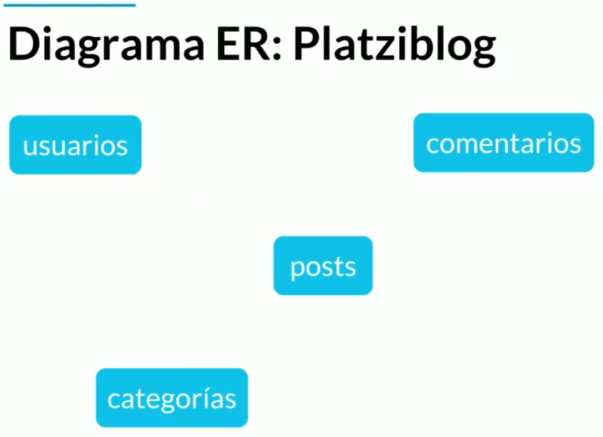 Diagrama ER: Platziblog
usuarios
comentarios
posts
categorías